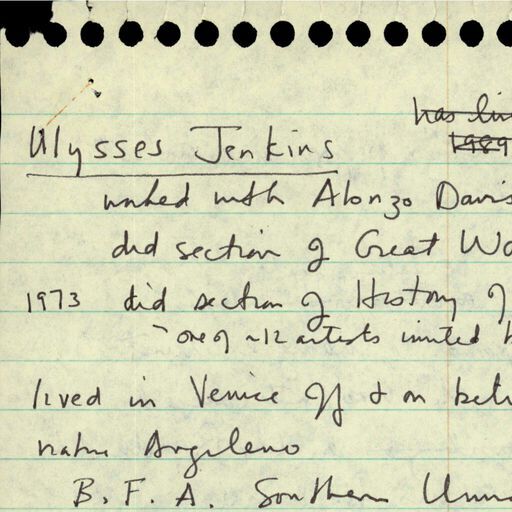 has liv
1989
Ulysses Jenkins
worked with Alonzo Davis
did section of Great Wa
1973 did section of History of
one of ~12 artists invited b
lived in Venice off & on betw
native Angeleno
B.F.A. Southern Univ